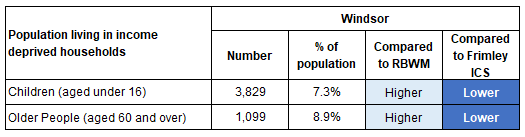 Population living in income
deprived households
Windsor
Number
% of
population
Compared
to RBWM
Compared
to Frimley
ICS
Children (aged under 16) 3,829 7.3% Higher Lower
Older People (aged 60 and over) 1,099 8.9% Higher Lower